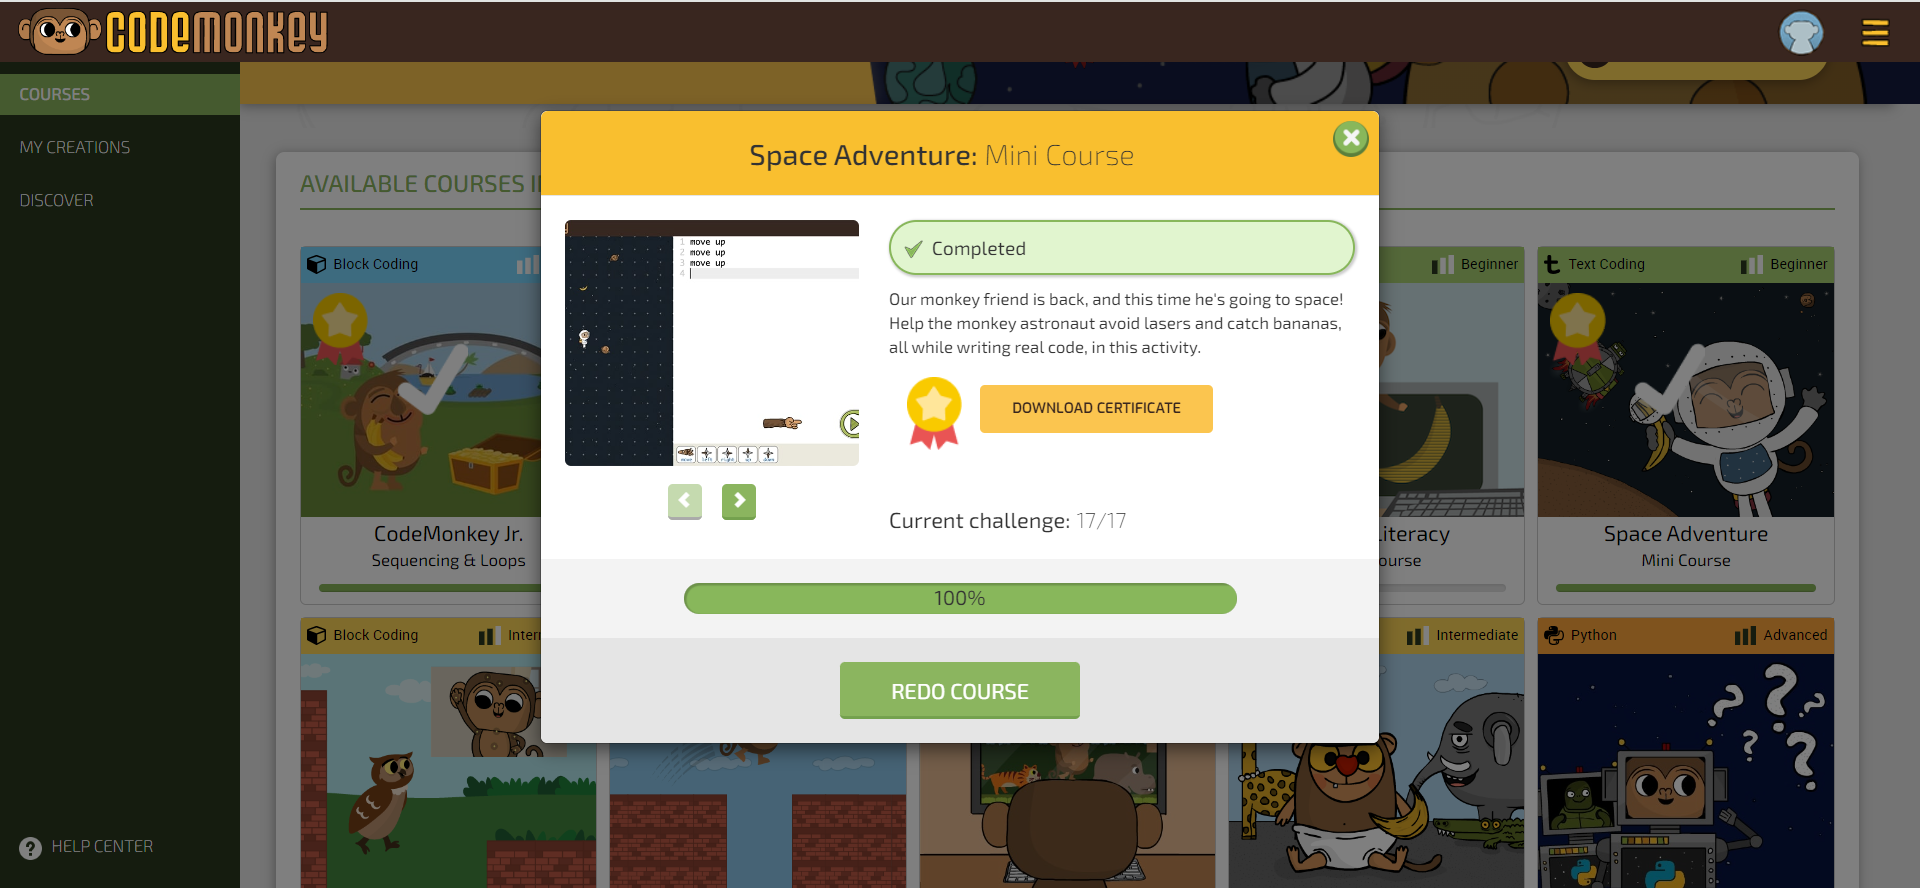 CODEMONKEY
COURSES
MY CREATIONS
DISCOVER
HELP CENTER
AVAILABLE COURSES
Space Adventure: Mini Course
1 move up
2 move up
3 move up
4
Completed
Our monkey friend is back, and this time he's going to space!
Help the monkey astronaut avoid lasers and catch bananas,
all while writing real code, in this activity.
DOWNLOAD CERTIFICATE
Current challenge: 17/17
100%
REDO COURSE
Block Coding
CodeMonkey Jr.
Sequencing & Loops
Beginner
Text Coding
Beginner
Space Adventure
Mini Course
Block Coding
Intermediate
Python
Advanced